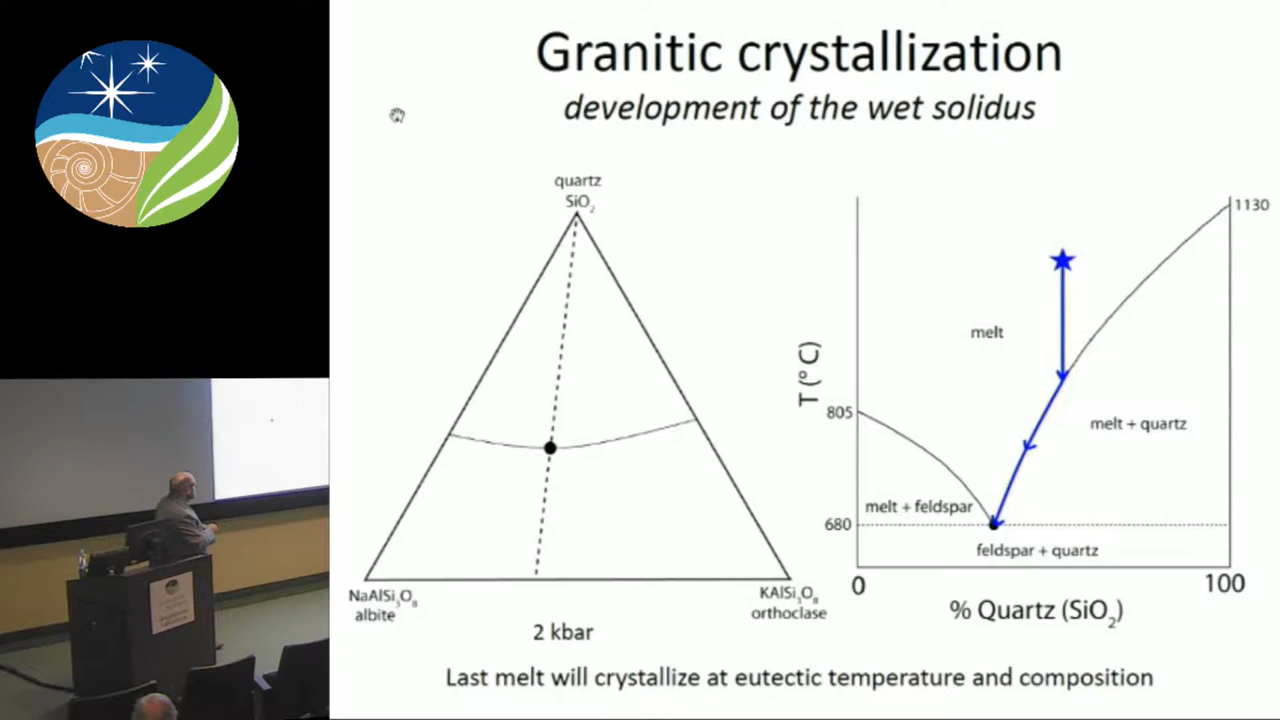 Granitic crystallization
development of the wet solidus
quartz
SiO₂
NaAlSi₃O₈
albite
KAlSi₃O₈
orthoclase
2 kbar
1130
T (° C)
melt
805
melt + quartz
melt + feldspar
680
feldspar + quartz
0
100
% Quartz (SiO₂)
Last melt will crystallize at eutectic temperature and composition